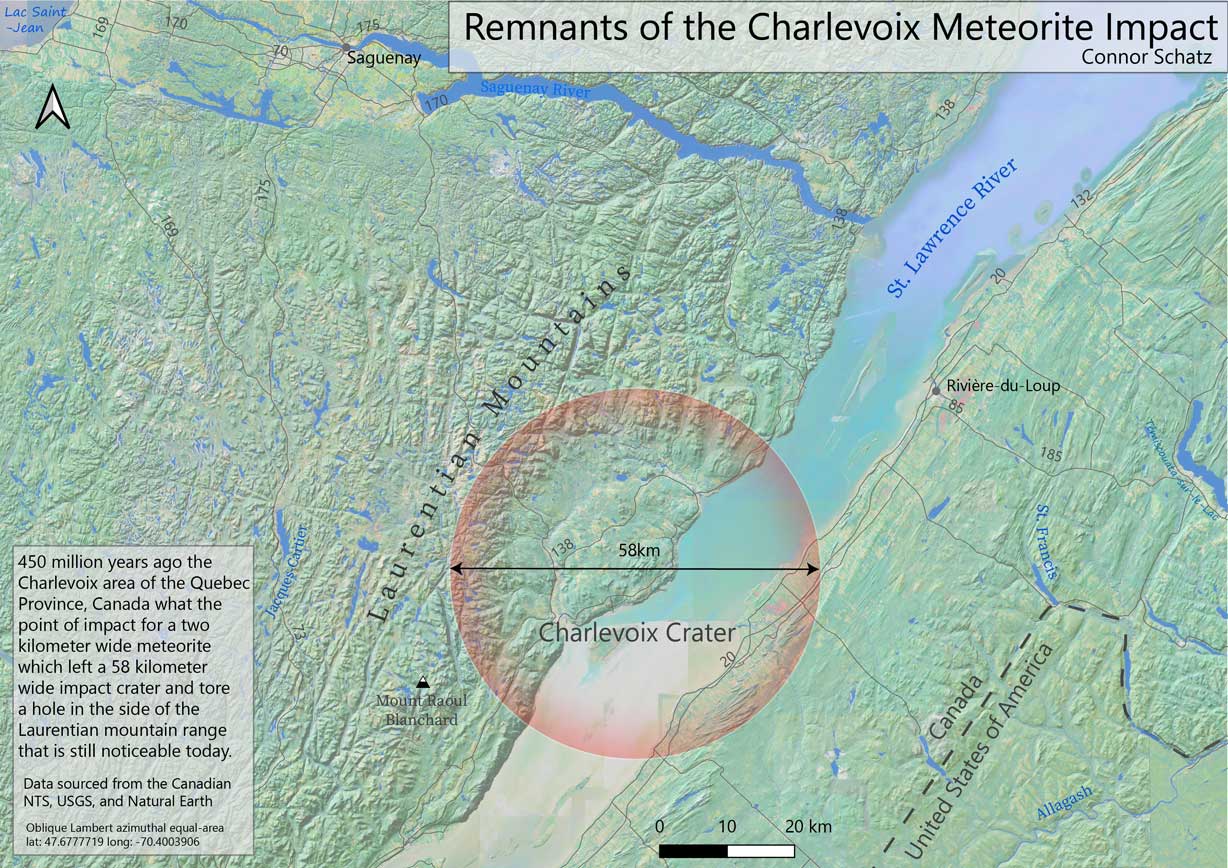 Remnants of the Charlevoix Meteorite Impact
Connor Schatz
Lac Saint
-Jean
169
170
175
70
Saguenay
170
Saguenay River
138
175
169
138
St. Lawrence River
132
20
Laurentian Mountains
Rivière-du-Loup
85
185
Témiscouata-sur-le-Lac
St. Francis
138
58km
Charlevoix Crater
20
Jacques-Cartier
73
Mount Raoul
Blanchard
Canada
United States of America
Allagash
450 million years ago the
Charlevoix area of the Quebec
Province, Canada what the
point of impact for a two
kilometer wide meteorite
which left a 58 kilometer
wide impact crater and tore
a hole in the side of the
Laurentian mountain range
that is still noticeable today.
Data sourced from the Canadian
NTS, USGS, and Natural Earth
Oblique Lambert azimuthal equal-area
lat: 47.6777719 long: -70.4003906
0 10 20 km